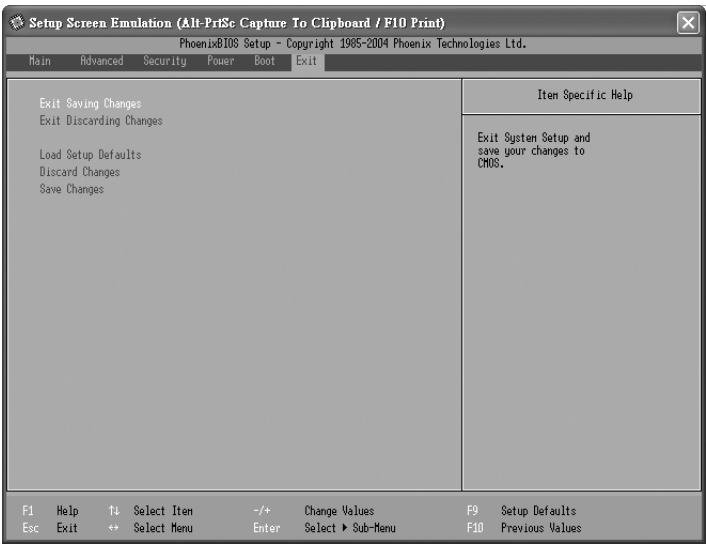 Setup Screen Emulation (Alt-PrtSc Capture To Clipboard / F10 Print)
PhoenixBIOS Setup - Copyright 1985-2004 Phoenix Technologies Ltd.
Main Advanced Security Power Boot Exit
Item Specific Help
Exit Saving Changes
Exit Discarding Changes
Load Setup Defaults
Discard Changes
Save Changes
Exit System Setup and
save your changes to
CMOS.
F1 Help ↑↓ Select Item -/+ Change Values F9 Setup Defaults
Esc Exit ↔ Select Menu Enter Select ▶ Sub-Menu F10 Previous Values